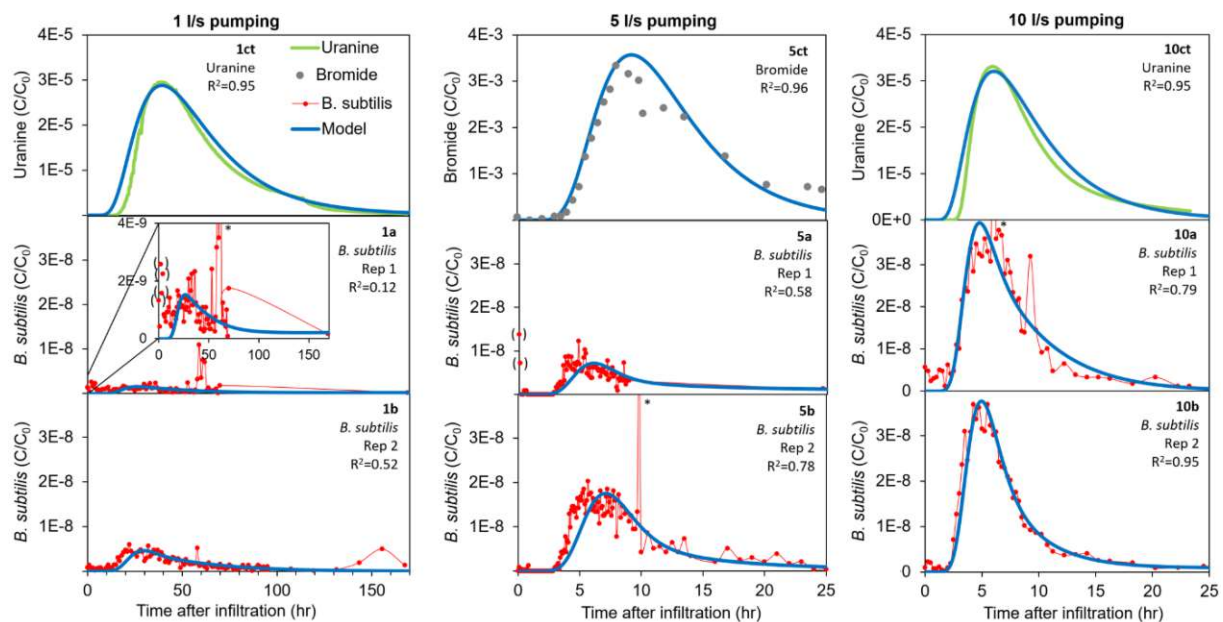 1 l/s pumping
Uranine (C/C0)
4E-5
3E-5
2E-5
1E-5
1ct
Uranine
R²=0.95
Uranine
Bromide
B. subtilis
Model
B. subtilis (C/C0)
3E-8
2E-8
1E-8
4E-9
2E-9
0
0 50 100 150
*
( )
( )
1a
B. subtilis
Rep 1
R²=0.12
B. subtilis (C/C0)
3E-8
2E-8
1E-8
0
1b
B. subtilis
Rep 2
R²=0.52
0 50 100 150
Time after infiltration (hr)
5 l/s pumping
Bromide (C/C0)
4E-3
3E-3
2E-3
1E-3
5ct
Bromide
R²=0.96
B. subtilis (C/C0)
3E-8
2E-8
1E-8
( )
( )
5a
B. subtilis
Rep 1
R²=0.58
B. subtilis (C/C0)
3E-8
2E-8
1E-8
0
*
5b
B. subtilis
Rep 2
R²=0.78
0 5 10 15 20 25
Time after infiltration (hr)
10 l/s pumping
Uranine (C/C0)
4E-5
3E-5
2E-5
1E-5
0E+0
10ct
Uranine
R²=0.95
B. subtilis (C/C0)
3E-8
2E-8
1E-8
0
*
10a
B. subtilis
Rep 1
R²=0.79
B. subtilis (C/C0)
3E-8
2E-8
1E-8
0
10b
B. subtilis
Rep 2
R²=0.95
0 5 10 15 20 25
Time after infiltration (hr)